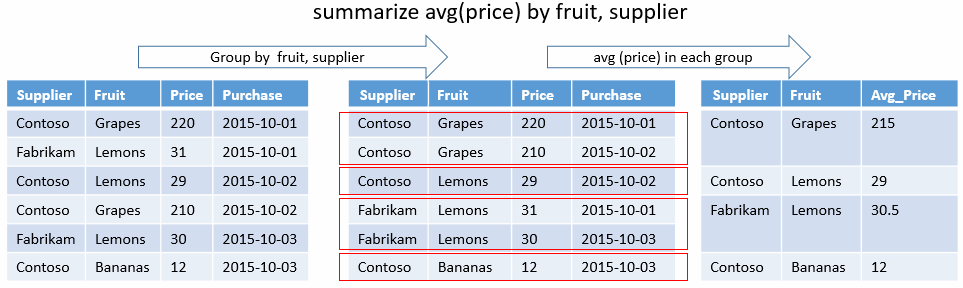 summarize avg(price) by fruit, supplier
Group by fruit, supplier
avg (price) in each group
Supplier Fruit Price Purchase
Contoso Grapes 220 2015-10-01
Fabrikam Lemons 31 2015-10-01
Contoso Lemons 29 2015-10-02
Contoso Grapes 210 2015-10-02
Fabrikam Lemons 30 2015-10-03
Contoso Bananas 12 2015-10-03
Supplier Fruit Price Purchase
Contoso Grapes 220 2015-10-01
Contoso Grapes 210 2015-10-02
Contoso Lemons 29 2015-10-02
Fabrikam Lemons 31 2015-10-01
Fabrikam Lemons 30 2015-10-03
Contoso Bananas 12 2015-10-03
Supplier Fruit Avg_Price
Contoso Grapes 215
Contoso Lemons 29
Fabrikam Lemons 30.5
Contoso Bananas 12